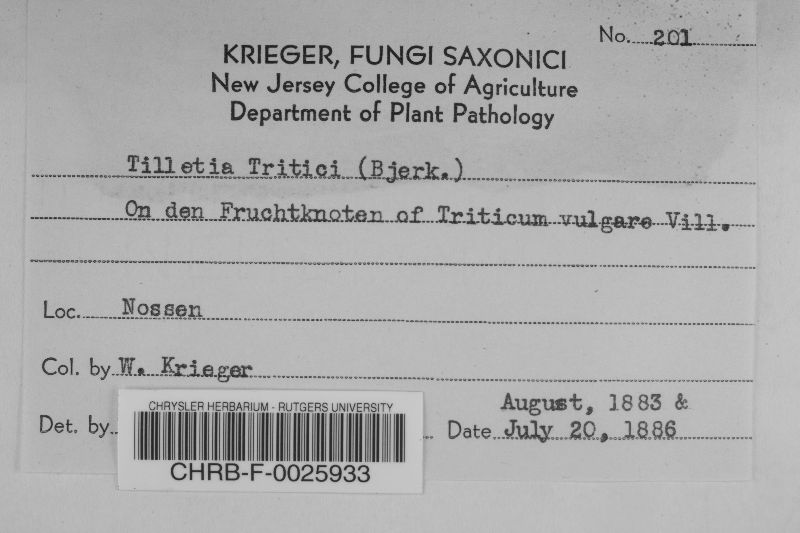 No. 201
KRIEGER, FUNGI SAXONICI
New Jersey College of Agriculture
Department of Plant Pathology
Tilletia Tritici (Bjerk.)
On den Fruchtknoten of Triticum vulgare Vill.
Loc. Nossen
Col. by W. Krieger
August, 1883 &
Det. by Date July 20, 1886
CHRYSLER HERBARIUM - RUTGERS UNIVERSITY
CHRB-F-0025933